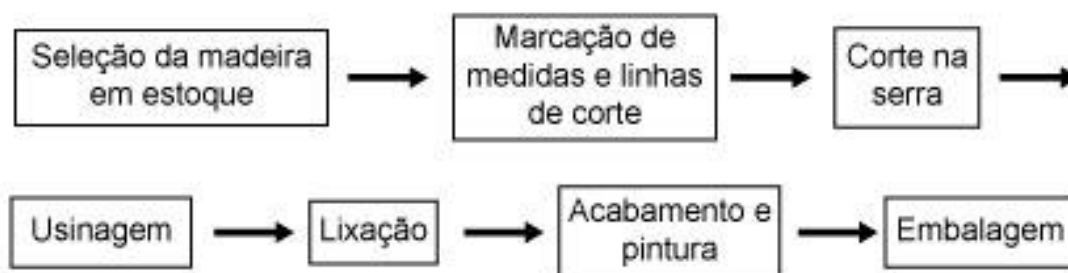 Seleção da madeira
em estoque
Marcação de
medidas e linhas
de corte
Corte na
serra
Usinagem
Lixação
Acabamento e
pintura
Embalagem